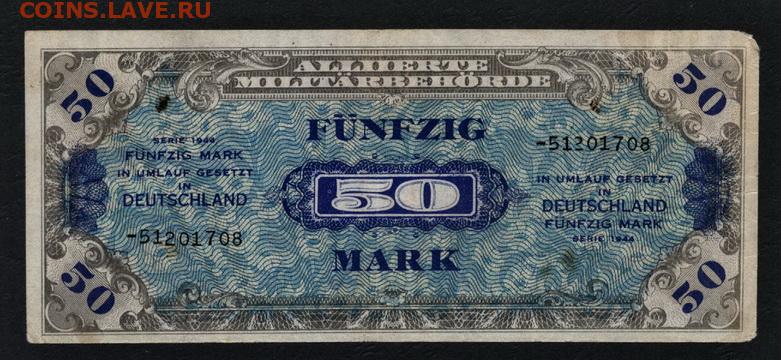 COINS.LAVE.RU
50
ALLIIERTE
MILITÄRBEHÖRDE
50
SERIE 1944
FÜNFZIG MARK
IN UMLAUF GESETZT
IN
DEUTSCHLAND
-51201708
FÜNFZIG
50
MARK
-51201708
IN UMLAUF GESETZT
IN
DEUTSCHLAND
FÜNFZIG MARK
SERIE 1944
50
50